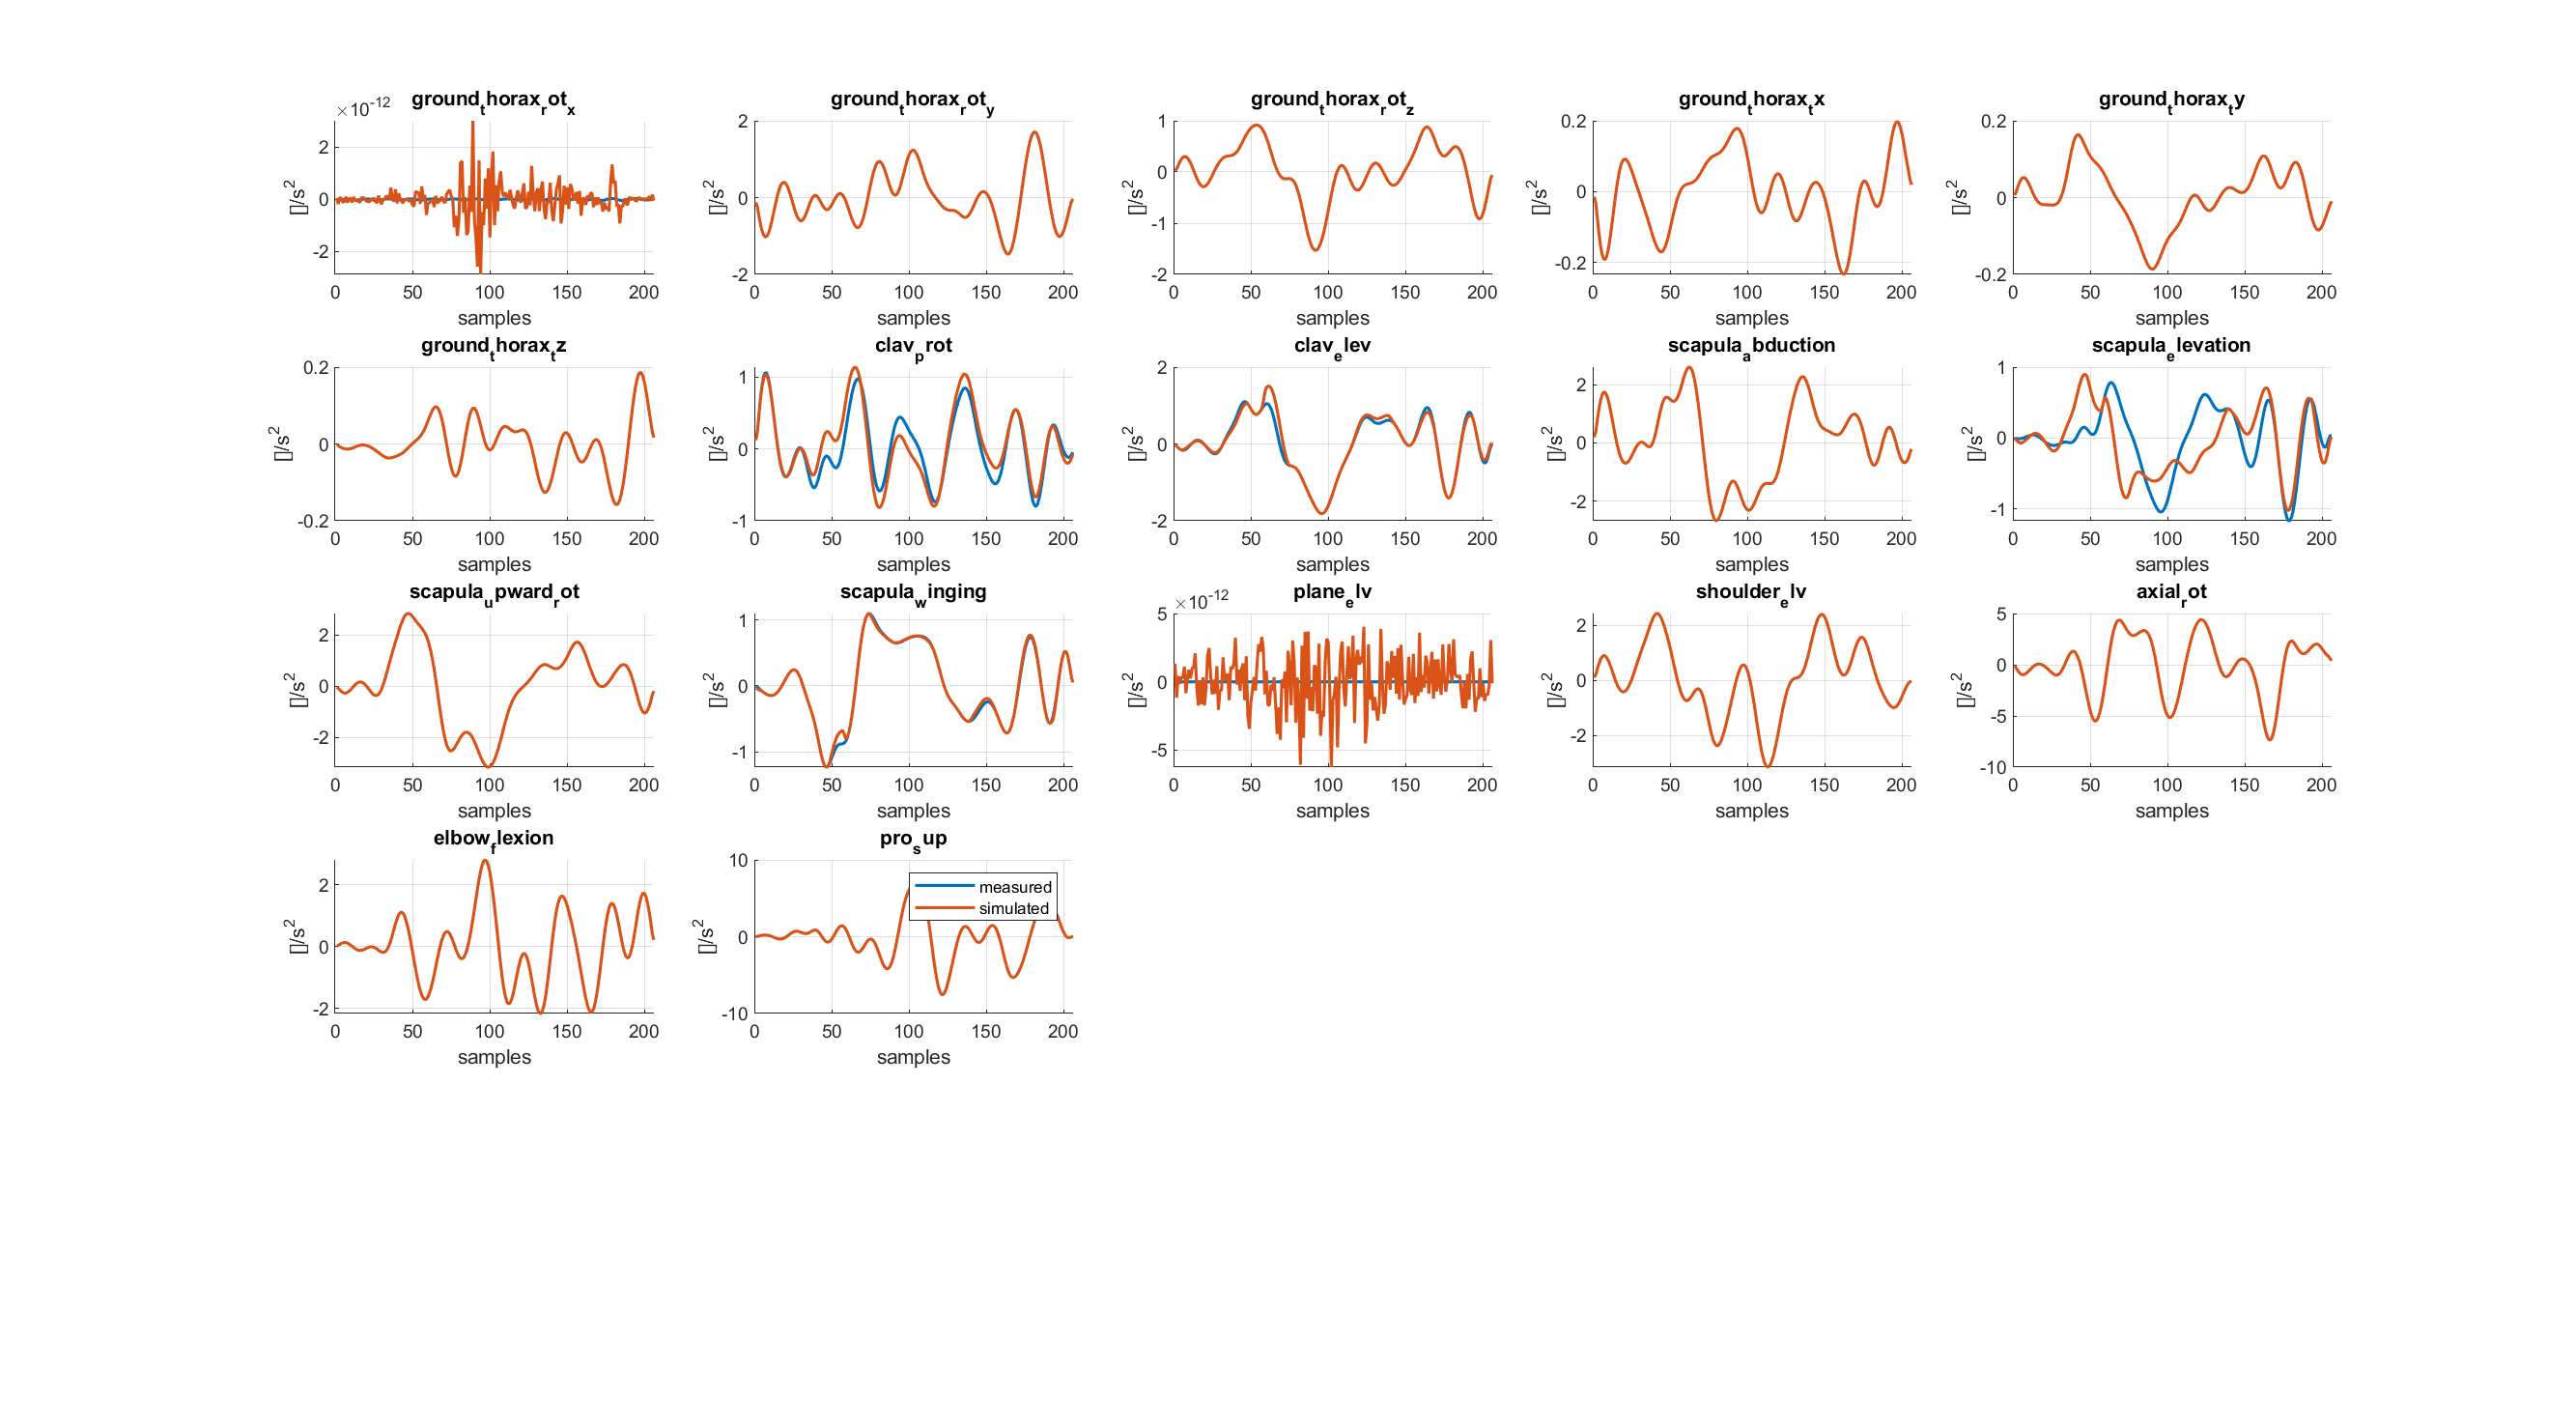 ×10-12 ground_thorax_rot_x
2
0
-2
[]/s2
0 50 100 150 200
samples
ground_thorax_rot_y
2
0
-2
[]/s2
0 50 100 150 200
samples
ground_thorax_rot_z
1
0
-1
-2
[]/s2
0 50 100 150 200
samples
ground_thorax_tx
0.2
0
-0.2
[]/s2
0 50 100 150 200
samples
ground_thorax_ty
0.2
0
-0.2
[]/s2
0 50 100 150 200
samples
ground_thorax_tz
0.2
0
-0.2
[]/s2
0 50 100 150 200
samples
clav_prot
1
0
-1
[]/s2
0 50 100 150 200
samples
clav_elev
2
0
-2
[]/s2
0 50 100 150 200
samples
scapula_abduction
2
0
-2
[]/s2
0 50 100 150 200
samples
scapula_elevation
1
0
-1
[]/s2
0 50 100 150 200
samples
scapula_upward_rot
2
0
-2
[]/s2
0 50 100 150 200
samples
scapula_winging
1
0
-1
[]/s2
0 50 100 150 200
samples
×10-12 plane_elv
5
0
-5
[]/s2
0 50 100 150 200
samples
shoulder_elv
2
0
-2
[]/s2
0 50 100 150 200
samples
axial_rot
5
0
-5
-10
[]/s2
0 50 100 150 200
samples
elbow_flexion
2
0
-2
[]/s2
0 50 100 150 200
samples
pro_sup
10
0
-10
[]/s2
measured
simulated
0 50 100 150 200
samples